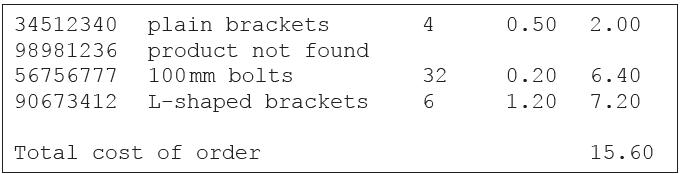 34512340 plain brackets 4 0.50 2.00
98981236 product not found
56756777 100mm bolts 32 0.20 6.40
90673412 L-shaped brackets 6 1.20 7.20
Total cost of order 15.60